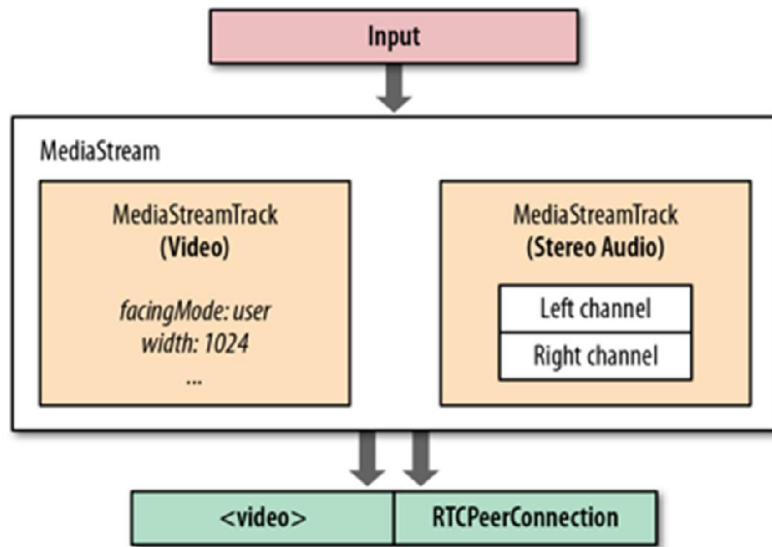 Input
MediaStream
MediaStreamTrack
(Video)
facingMode: user
width: 1024
...
MediaStreamTrack
(Stereo Audio)
Left channel
Right channel
<video>
RTCPeerConnection